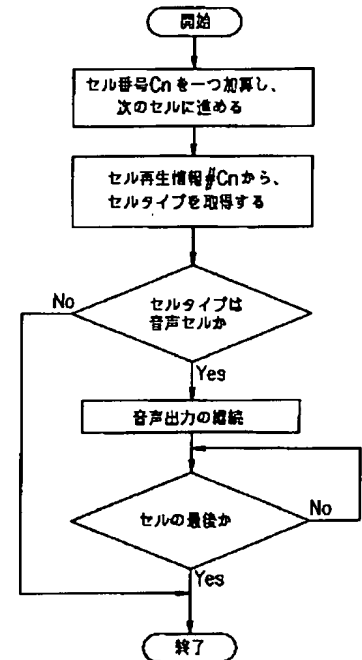 開始
セル番号Cnを一つ加算し、
次のセルに進める
セル再生情報#Cnから、
セルタイプを取得する
セルタイプは
音声セルか
No
Yes
音声出力の継続
セルの最後か
No
Yes
終了